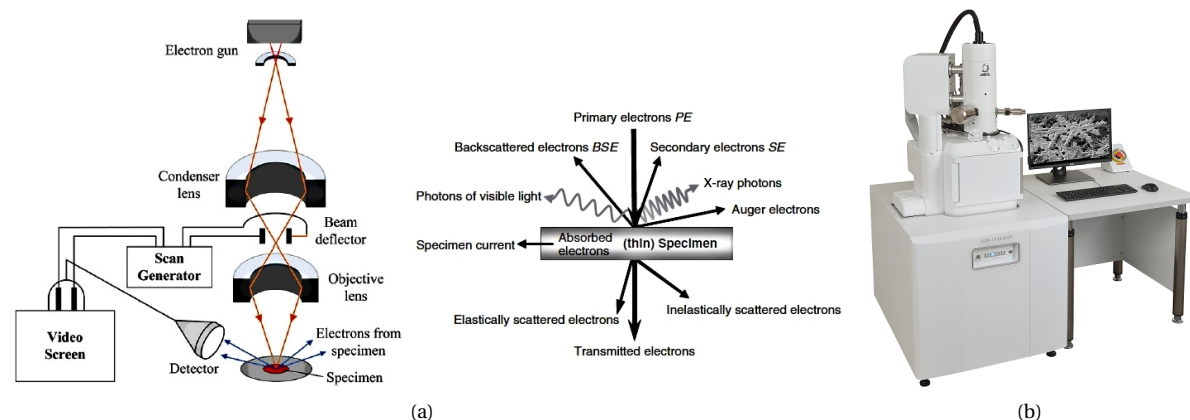 Electron gun
Condenser
lens
Beam
deflector
Scan
Generator
Objective
lens
Video
Screen
Detector
Electrons from
specimen
Specimen
Primary electrons PE
Backscattered electrons BSE
Secondary electrons SE
Photons of visible light
X-ray photons
Auger electrons
Specimen current
Absorbed
electrons
(thin) Specimen
Elastically scattered electrons
Inelastically scattered electrons
Transmitted electrons
(a)
(b)